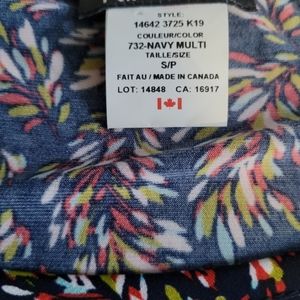 STYLE:
14642 3725 K19
COULEUR/COLOR
732-NAVY MULTI
TAILLE/SIZE
S/P
FAIT AU / MADE IN CANADA
LOT: 14848 CA: 16917